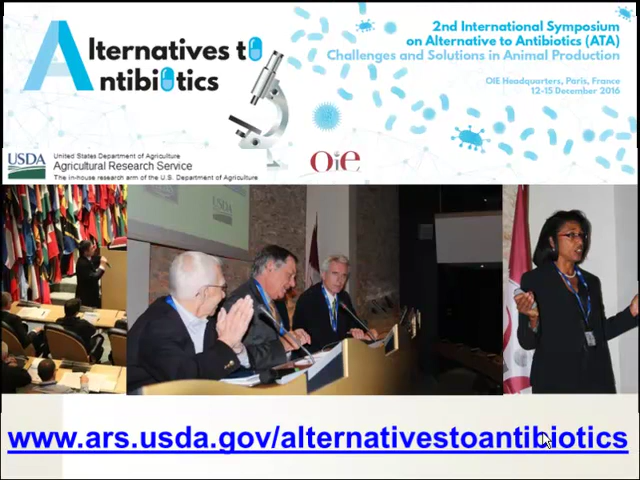 Alternatives to
Antibiotics
2nd International Symposium
on Alternative to Antibiotics (ATA)
Challenges and Solutions in Animal Production
OIE Headquarters, Paris, France
12-15 December 2016
USDA
United States Department of Agriculture
Agricultural Research Service
The in-house research arm of the U.S. Department of Agriculture
OIE
USDA
www.ars.usda.gov/alternativestoantibiotics